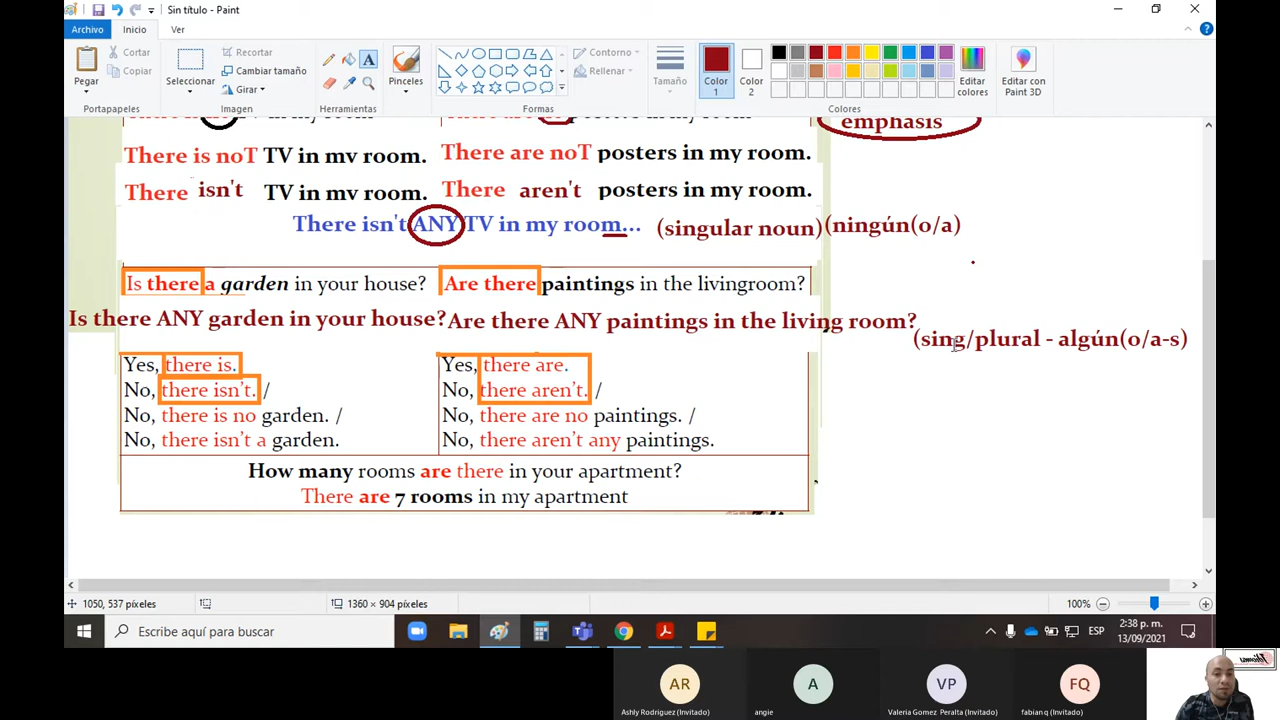 Sin título - Paint
Archivo Inicio Ver
Pegar
Cortar
Copiar
Portapapeles
Seleccionar
Recortar
Cambiar tamaño
Girar
Imagen
A
Herramientas
Pinceles
Contorno
Rellenar
Formas
Tamaño
Color 1
Color 2
Editar colores
Colores
Editar con Paint 3D
emphasis
There is noT TV in my room. There are noT posters in my room.
There isn't TV in my room. There aren't posters in my room.
There isn't ANY TV in my room... (singular noun) (ningún(o/a)
Is there a garden in your house? Are there paintings in the livingroom?
Is there ANY garden in your house? Are there ANY paintings in the living room?
(sing/plural - algún(o/a-s)
Yes, there is. Yes, there are.
No, there isn't. / No, there aren't. /
No, there is no garden. / No, there are no paintings. /
No, there isn't a garden. No, there aren't any paintings.
How many rooms are there in your apartment?
There are 7 rooms in my apartment
1050, 537 píxeles 1360 × 904 píxeles 100%
Escribe aquí para buscar
ESP
2:38 p. m.
13/09/2021
AR A VP FQ
Ashly Rodriguez (Invitado) angie Valeria Gomez Peralta (Invitado) fabian q (Invitado)